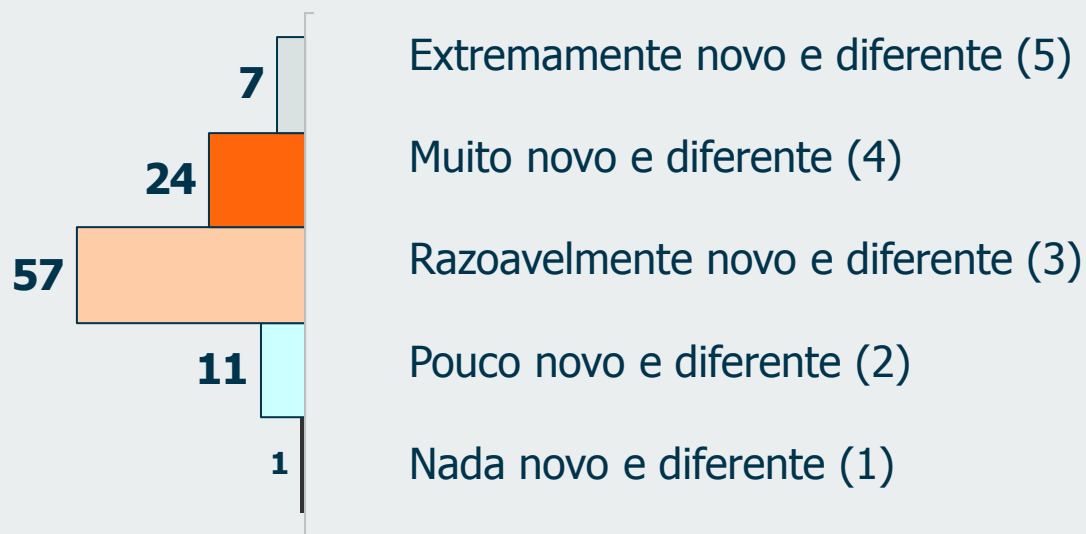 7 Extremamente novo e diferente (5)
24 Muito novo e diferente (4)
57 Razoavelmente novo e diferente (3)
11 Pouco novo e diferente (2)
1 Nada novo e diferente (1)